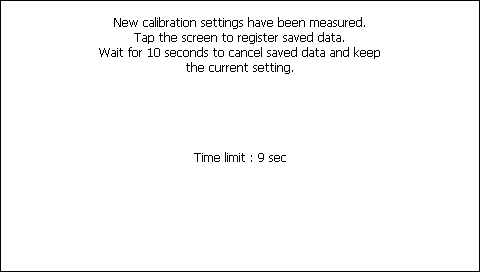 New calibration settings have been measured.
Tap the screen to register saved data.
Wait for 10 seconds to cancel saved data and keep
the current setting.
Time limit : 9 sec